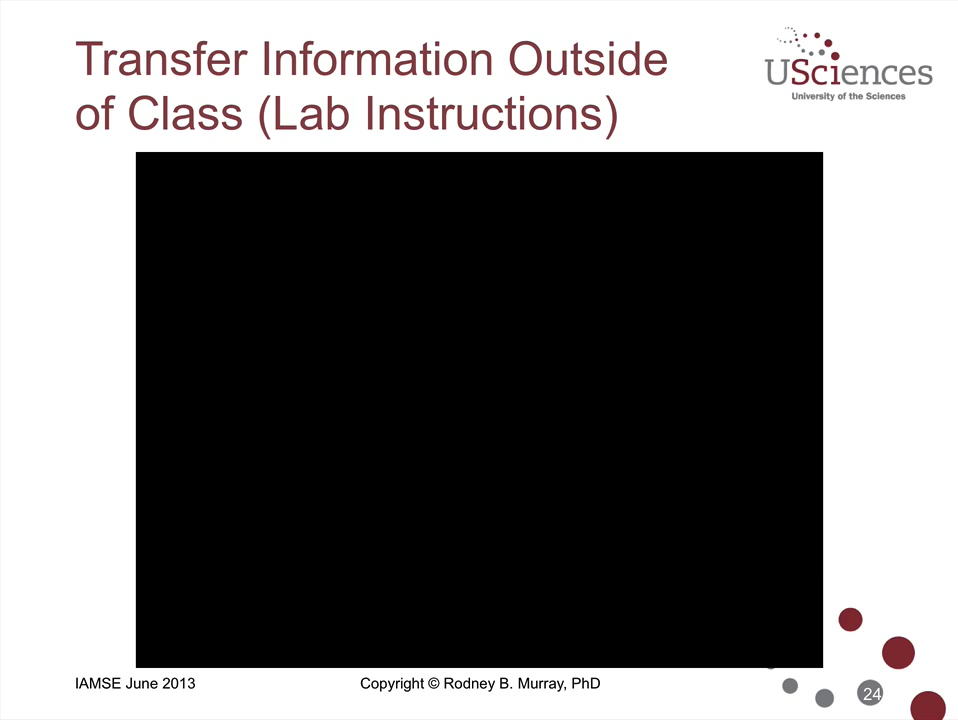 Transfer Information Outside
of Class (Lab Instructions)
USciences
University of the Sciences
IAMSE June 2013
Copyright © Rodney B. Murray, PhD
24